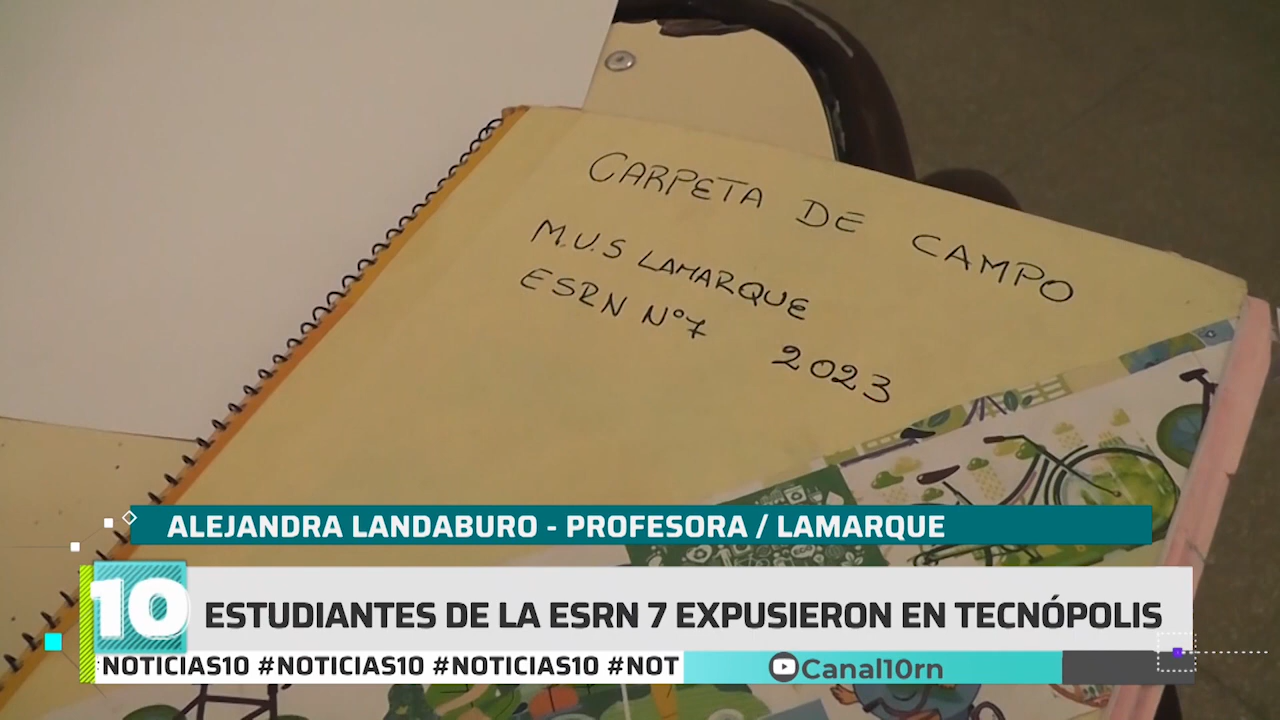 CARPETA DE CAMPO
M.U.S LAMARQUE
ESRN N°7 2023
ALEJANDRA LANDABURO - PROFESORA / LAMARQUE
10 ESTUDIANTES DE LA ESRN 7 EXPUSIERON EN TECNÓPOLIS
NOTICIAS10 #NOTICIAS10 #NOTICIAS10 #NOT
Canal10rn